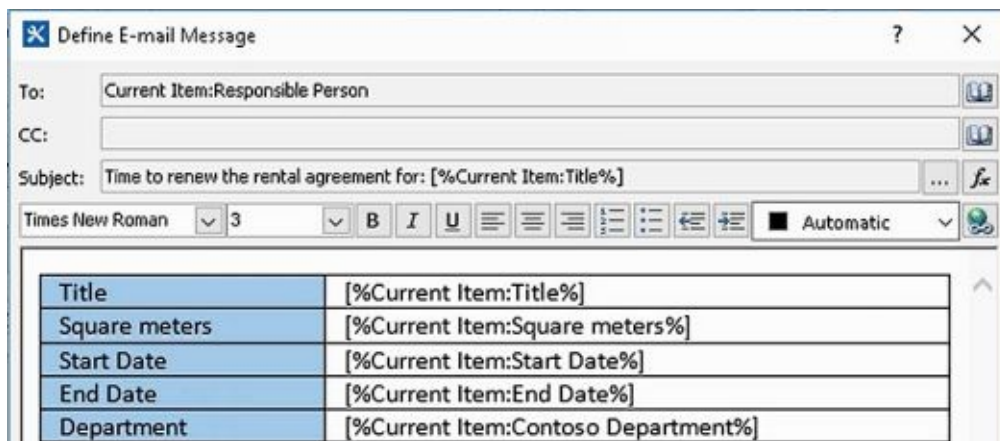 Define E-mail Message ?
To: Current Item:Responsible Person
CC:
Subject: Time to renew the rental agreement for: [%Current Item:Title%] ... fx
Times New Roman 3 B I U Automatic
Title [%Current Item:Title%]
Square meters [%Current Item:Square meters%]
Start Date [%Current Item:Start Date%]
End Date [%Current Item:End Date%]
Department [%Current Item:Contoso Department%]